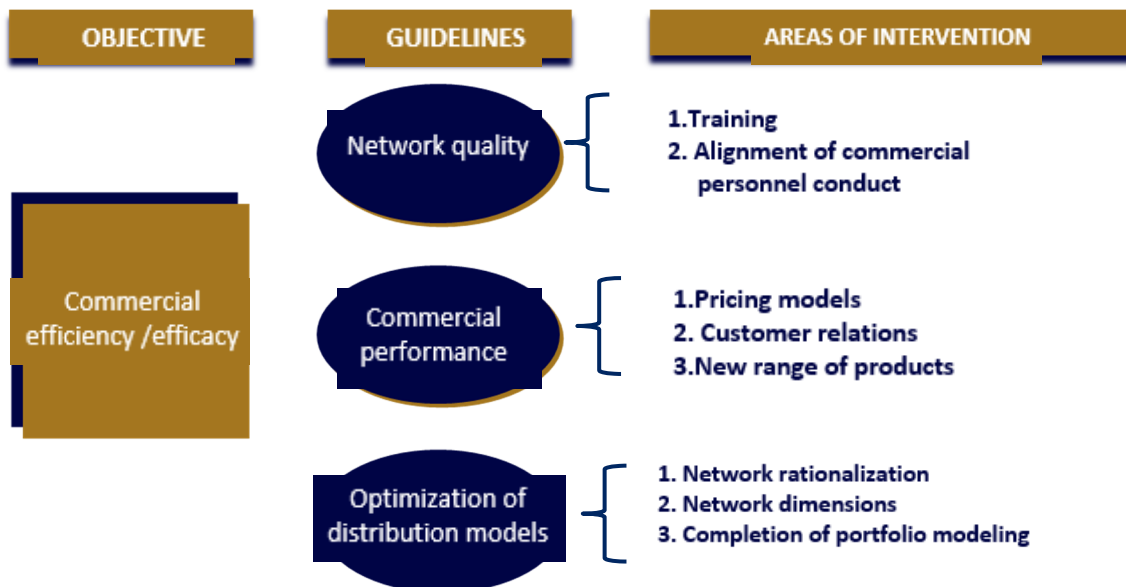 OBJECTIVE
GUIDELINES
AREAS OF INTERVENTION
Commercial
efficiency /efficacy
Network quality
1.Training
2. Alignment of commercial
personnel conduct
Commercial
performance
1.Pricing models
2. Customer relations
3.New range of products
Optimization of
distribution models
1. Network rationalization
2. Network dimensions
3. Completion of portfolio modeling